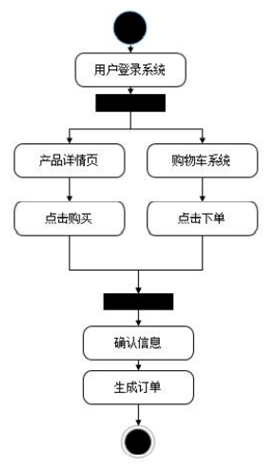 用户登录系统
产品详情页
购物车系统
点击购买
点击下单
确认信息
生成订单